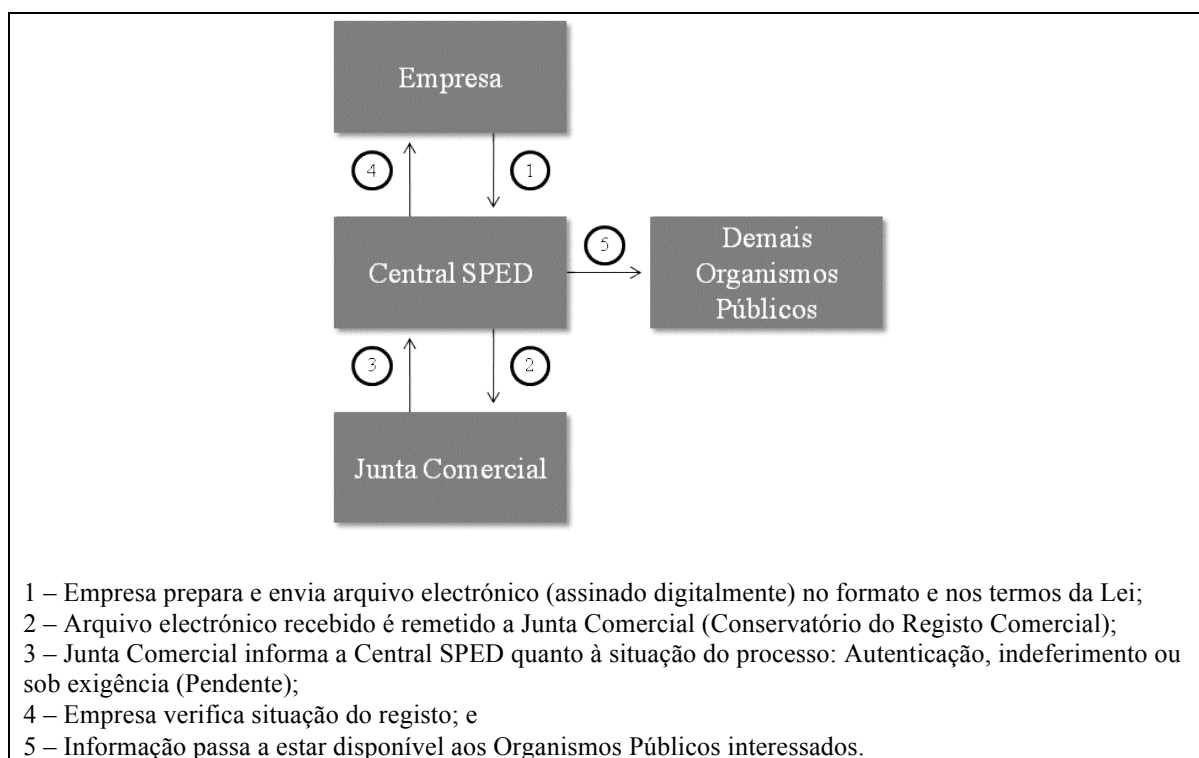 Empresa
4
1
Central SPED
5
Demais
Organismos
Públicos
3
2
Junta Comercial
1 – Empresa prepara e envia arquivo electrónico (assinado digitalmente) no formato e nos termos da Lei;
2 – Arquivo electrónico recebido é remetido a Junta Comercial (Conservatório do Registo Comercial);
3 – Junta Comercial informa a Central SPED quanto à situação do processo: Autenticação, indeferimento ou
sob exigência (Pendente);
4 – Empresa verifica situação do registo; e
5 – Informação passa a estar disponível aos Organismos Públicos interessados.